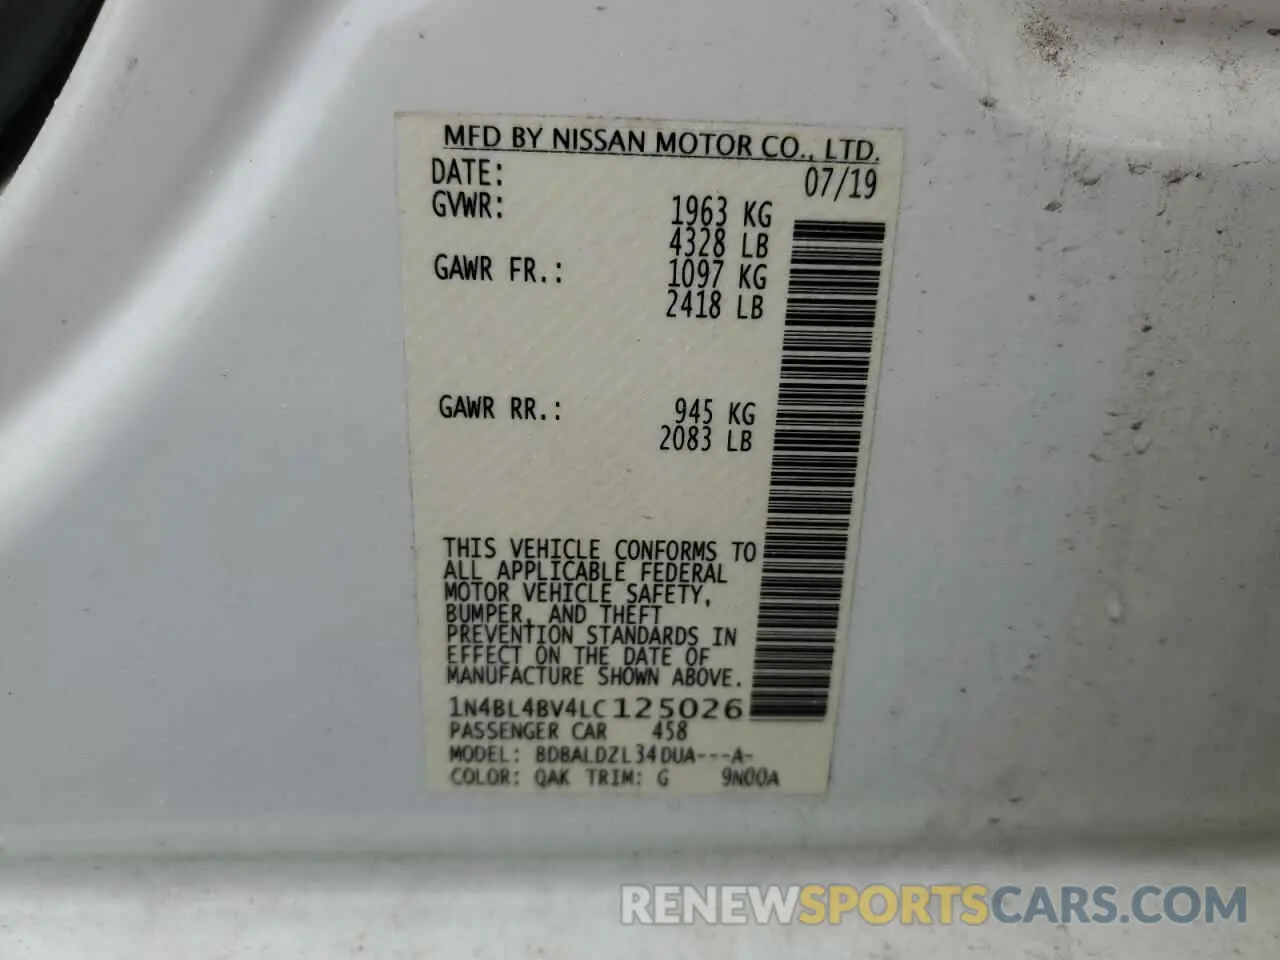 MFD BY NISSAN MOTOR CO., LTD.
DATE: 07/19
GVWR: 1963 KG
4328 LB
GAWR FR.: 1097 KG
2418 LB
GAWR RR.: 945 KG
2083 LB
THIS VEHICLE CONFORMS TO
ALL APPLICABLE FEDERAL
MOTOR VEHICLE SAFETY,
BUMPER, AND THEFT
PREVENTION STANDARDS IN
EFFECT ON THE DATE OF
MANUFACTURE SHOWN ABOVE.
1N4BL4BV4LC125026
PASSENGER CAR 458
MODEL: BDBALDZL34DUA---A-
COLOR: QAK TRIM: G 9N00A
RENEWSPORTSCARS.COM